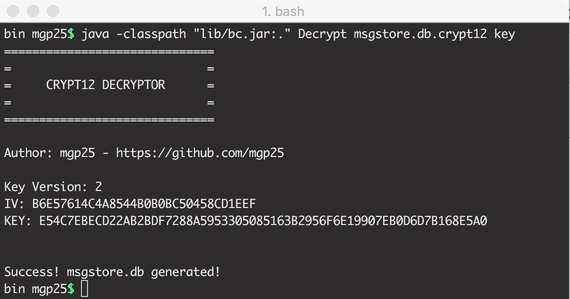 1. bash
bin mgp25$ java -classpath "lib/bc.jar:." Decrypt msgstore.db.crypt12 key
==============================
=                            =
=     CRYPT12 DECRYPTOR      =
=                            =
==============================
Author: mgp25 - https://github.com/mgp25
Key Version: 2
IV: B6E57614C4A8544B0B0BC50458CD1EEF
KEY: E54C7EBECD22AB2BDF7288A5953305085163B2956F6E19907EB0D6D7B168E5A0
Success! msgstore.db generated!
bin mgp25$